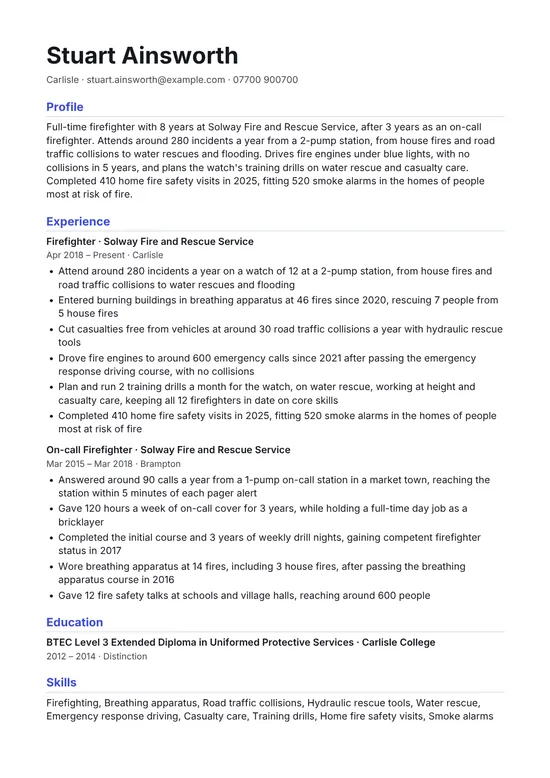 Stuart Ainsworth
Carlisle · stuart.ainsworth@example.com · 07700 900700
Profile
Full-time firefighter with 8 years at Solway Fire and Rescue Service, after 3 years as an on-call
firefighter. Attends around 280 incidents a year from a 2-pump station, from house fires and road
traffic collisions to water rescues and flooding. Drives fire engines under blue lights, with no
collisions in 5 years, and plans the watch's training drills on water rescue and casualty care.
Completed 410 home fire safety visits in 2025, fitting 520 smoke alarms in the homes of people
most at risk of fire.
Experience
Firefighter · Solway Fire and Rescue Service
Apr 2018 – Present · Carlisle
• Attend around 280 incidents a year on a watch of 12 at a 2-pump station, from house fires and
road traffic collisions to water rescues and flooding
• Entered burning buildings in breathing apparatus at 46 fires since 2020, rescuing 7 people from
5 house fires
• Cut casualties free from vehicles at around 30 road traffic collisions a year with hydraulic rescue
tools
• Drove fire engines to around 600 emergency calls since 2021 after passing the emergency
response driving course, with no collisions
• Plan and run 2 training drills a month for the watch, on water rescue, working at height and
casualty care, keeping all 12 firefighters in date on core skills
• Completed 410 home fire safety visits in 2025, fitting 520 smoke alarms in the homes of people
most at risk of fire
On-call Firefighter · Solway Fire and Rescue Service
Mar 2015 – Mar 2018 · Brampton
• Answered around 90 calls a year from a 1-pump on-call station in a market town, reaching the
station within 5 minutes of each pager alert
• Gave 120 hours a week of on-call cover for 3 years, while holding a full-time day job as a
bricklayer
• Completed the initial course and 3 years of weekly drill nights, gaining competent firefighter
status in 2017
• Wore breathing apparatus at 14 fires, including 3 house fires, after passing the breathing
apparatus course in 2016
• Gave 12 fire safety talks at schools and village halls, reaching around 600 people
Education
BTEC Level 3 Extended Diploma in Uniformed Protective Services · Carlisle College
2012 – 2014 · Distinction
Skills
Firefighting, Breathing apparatus, Road traffic collisions, Hydraulic rescue tools, Water rescue,
Emergency response driving, Casualty care, Training drills, Home fire safety visits, Smoke alarms